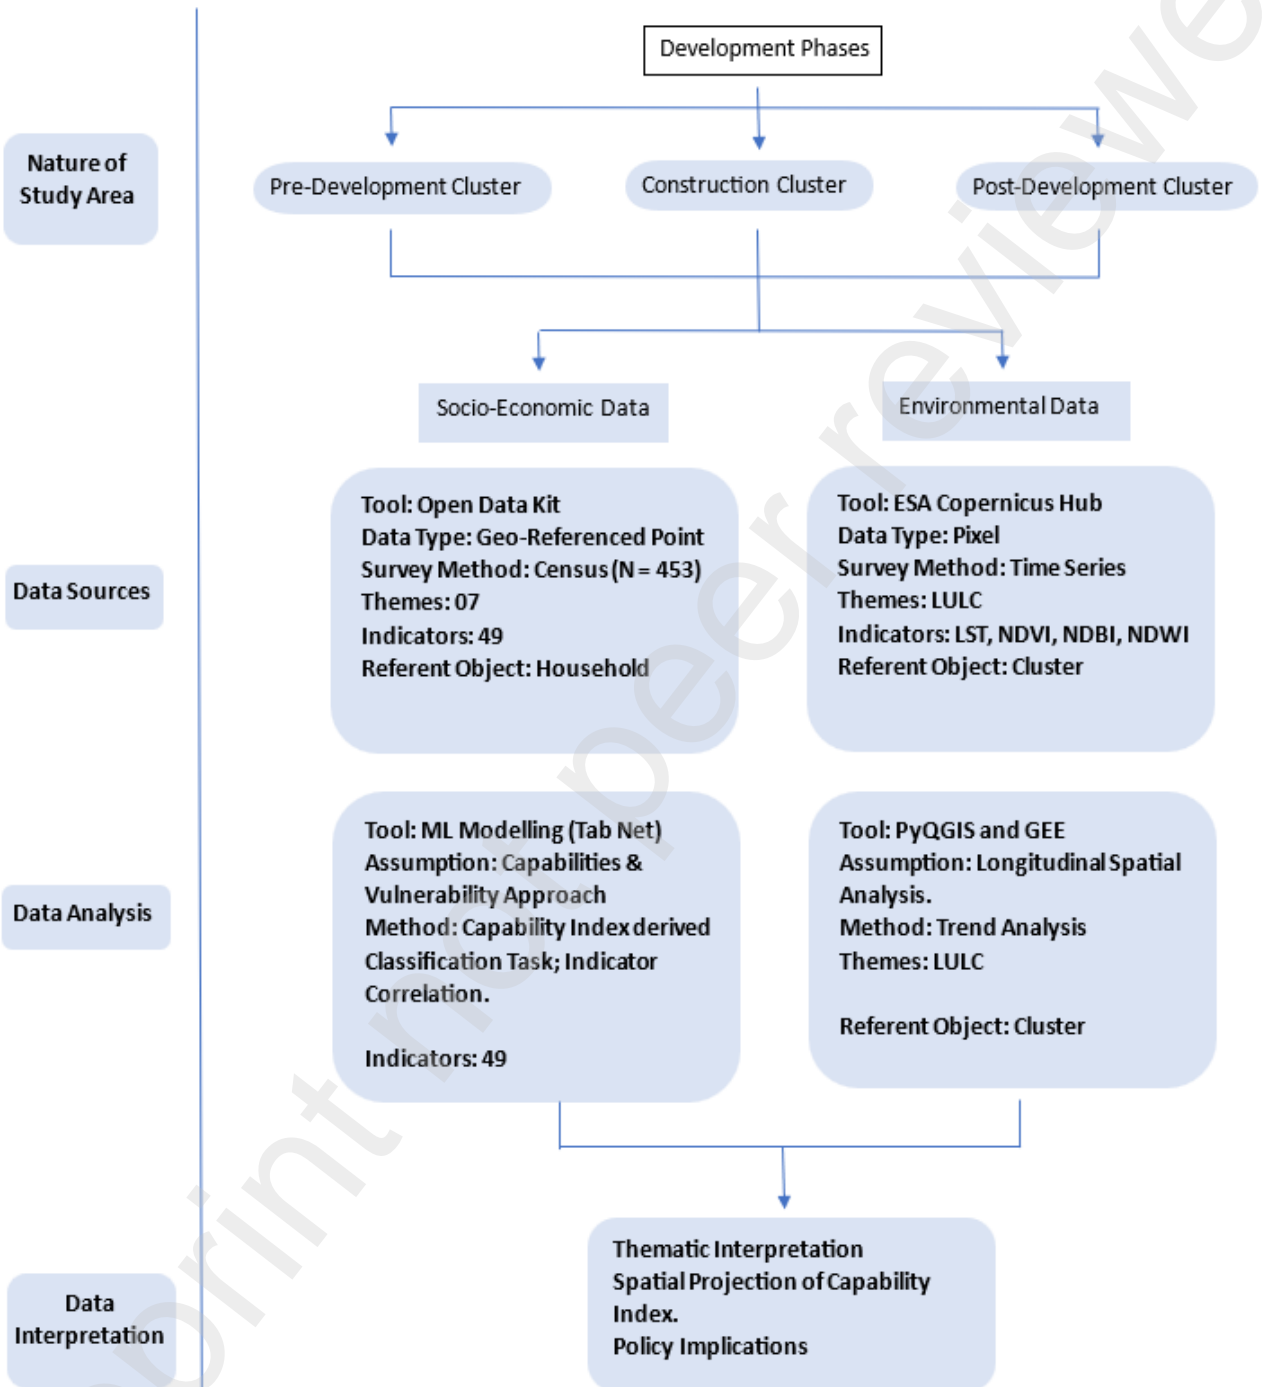 Development Phases
Nature of
Study Area
Pre-Development Cluster
Construction Cluster
Post-Development Cluster
Socio-Economic Data
Environmental Data
Data Sources
Tool: Open Data Kit
Data Type: Geo-Referenced Point
Survey Method: Census (N = 453)
Themes: 07
Indicators: 49
Referent Object: Household
Tool: ESA Copernicus Hub
Data Type: Pixel
Survey Method: Time Series
Themes: LULC
Indicators: LST, NDVI, NDBI, NDWI
Referent Object: Cluster
Data Analysis
Tool: ML Modelling (Tab Net)
Assumption: Capabilities &
Vulnerability Approach
Method: Capability Index derived
Classification Task; Indicator
Correlation.
Indicators: 49
Tool: PyQGIS and GEE
Assumption: Longitudinal Spatial
Analysis.
Method: Trend Analysis
Themes: LULC
Referent Object: Cluster
Data
Interpretation
Thematic Interpretation
Spatial Projection of Capability
Index.
Policy Implications
print not peer reviewe